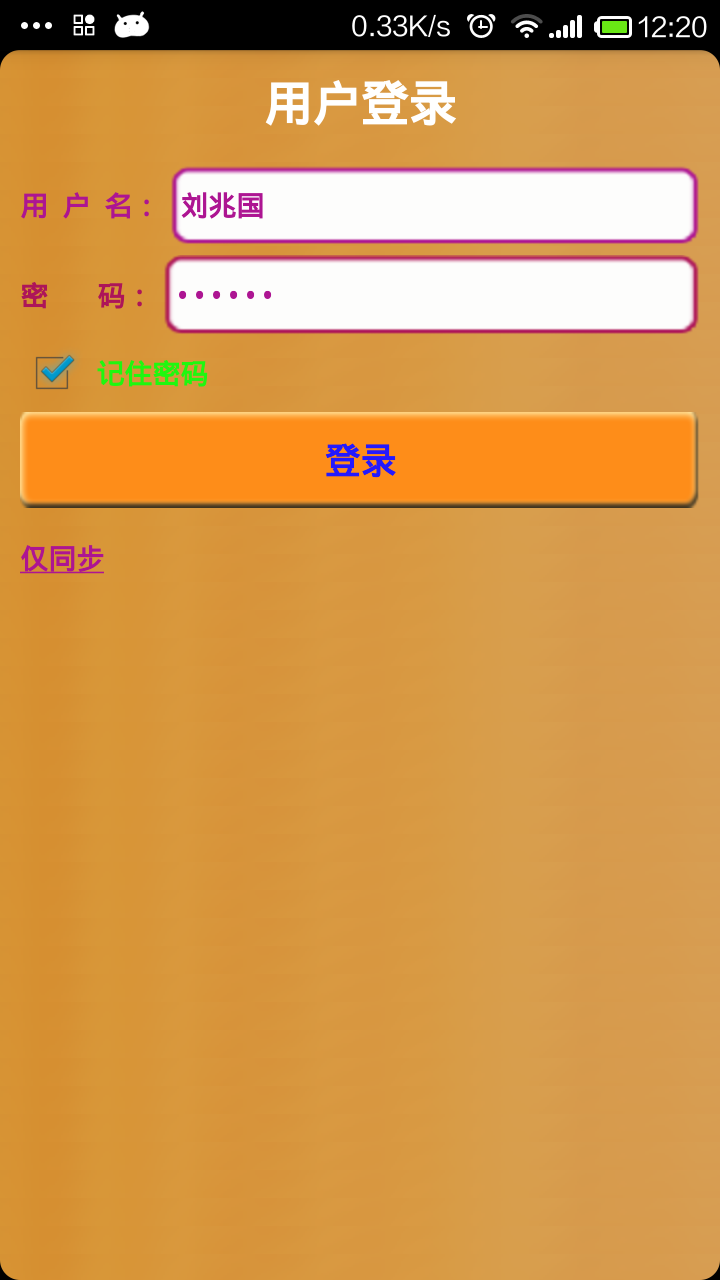 0.33K/s 12:20
用户登录
用 户 名： 刘兆国
密 码： ••••••
记住密码
登录
仅同步